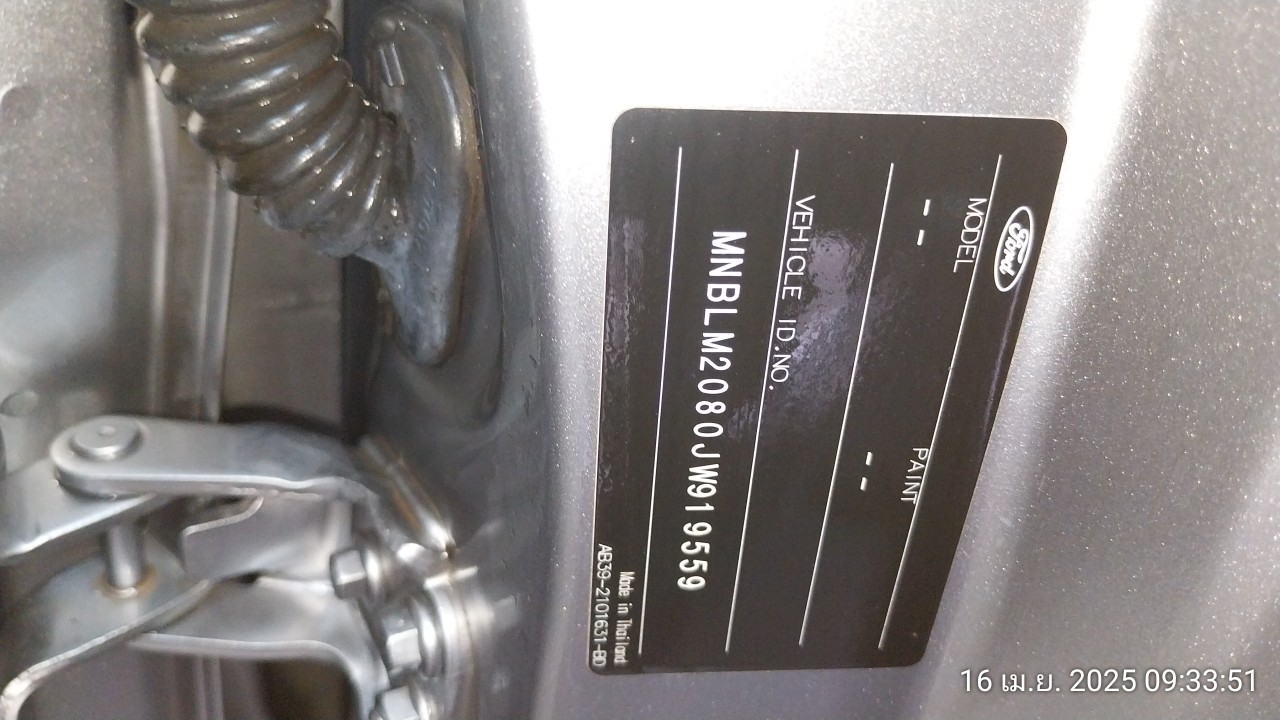 Ford
MODEL PAINT
-- --
VEHICLE ID.NO.
MNBLM2080JW919559
Made in Thailand
AB39-2101631-BD
16 เม.ย. 2025 09:33:51